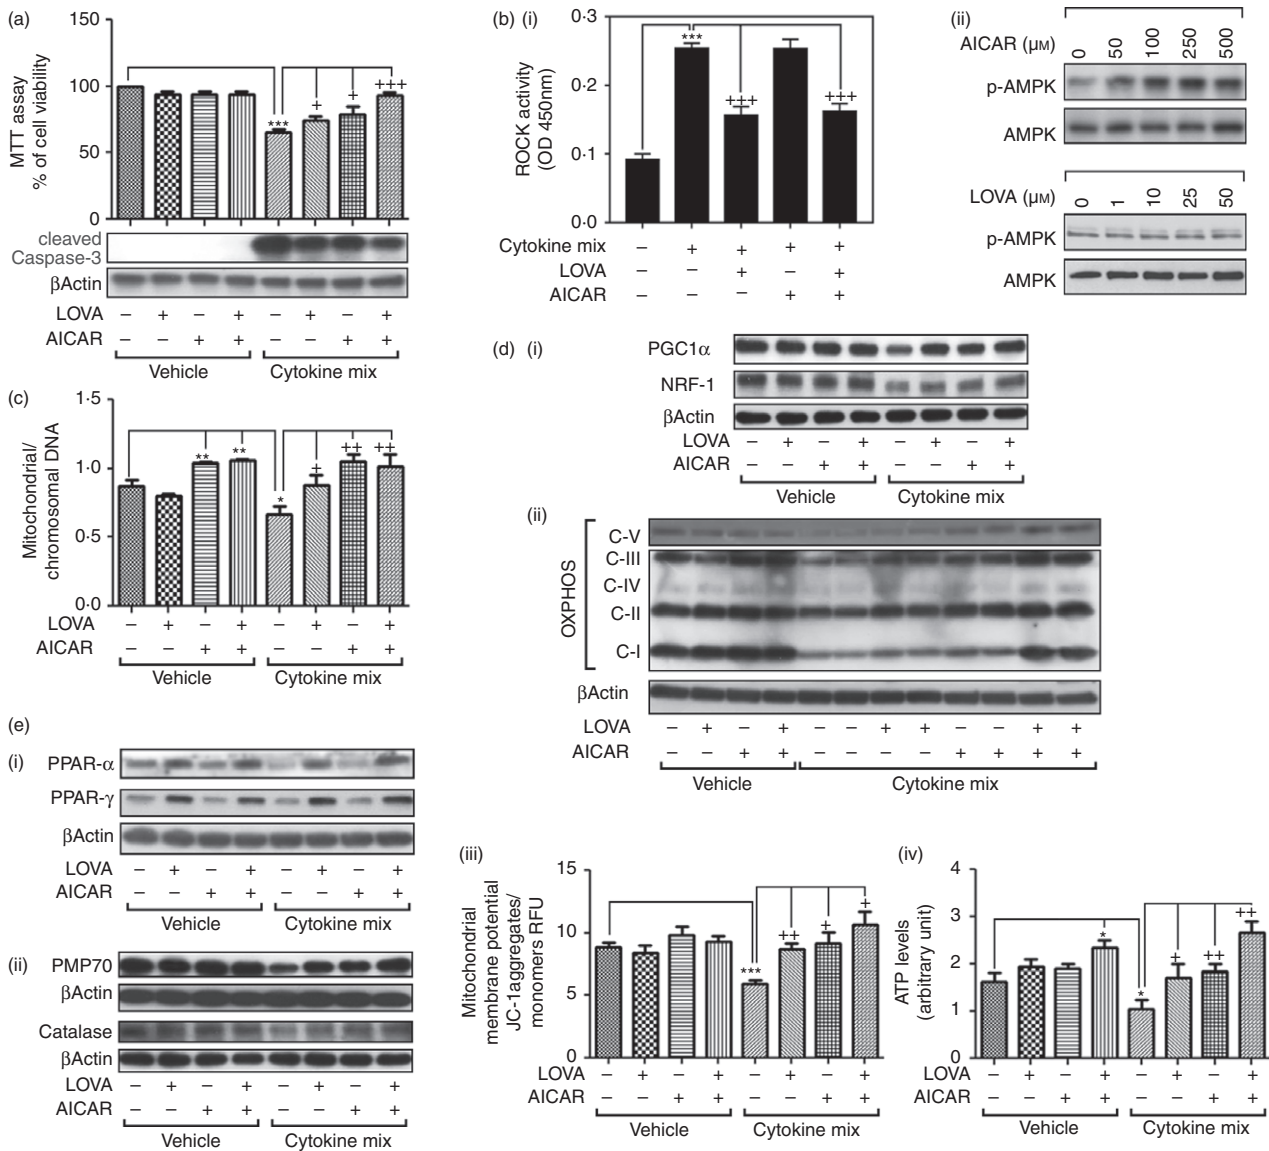 (a)
150
100
50
0
MTT assay
% of cell viability
***
+
+
+++
cleaved
Caspase-3
βActin
LOVA – + – + – + – +
AICAR – – + + – – + +
Vehicle Cytokine mix
(b) (i)
0·3
0·2
0·1
0·0
ROCK activity
(OD 450nm)
***
+++
+++
Cytokine mix – + + + +
LOVA – – + – +
AICAR – – – + +
(ii)
AICAR (μM) 0 50 100 250 500
p-AMPK
AMPK
LOVA (μM) 0 1 10 25 50
p-AMPK
AMPK
(c)
1·5
1·0
0·5
0·0
Mitochondrial/
chromosomal DNA
**
**
*
+
++
++
LOVA – + – + – + – +
AICAR – – + + – – + +
Vehicle Cytokine mix
(d) (i)
PGC1α
NRF-1
βActin
LOVA – + – + – + – +
AICAR – – + + – – + +
Vehicle Cytokine mix
(ii)
OXPHOS
C-V
C-III
C-IV
C-II
C-I
βActin
LOVA – + – + – – + + – – + +
AICAR – – + + – – – – + + + +
Vehicle Cytokine mix
(e)
(i)
PPAR-α
PPAR-γ
βActin
LOVA – + – + – + – +
AICAR – – + + – – + +
Vehicle Cytokine mix
(ii)
PMP70
βActin
Catalase
βActin
LOVA – + – + – + – +
AICAR – – + + – – + +
Vehicle Cytokine mix
(iii)
15
10
5
0
Mitochondrial
membrane potential
JC-1aggregates/
monomers RFU
***
++
+
+
LOVA – + – + – + – +
AICAR – – + + – – + +
Vehicle Cytokine mix
(iv)
4
3
2
1
0
ATP levels
(arbitrary unit)
*
*
+
++
++
LOVA – + – + – + – +
AICAR – – + + – – + +
Vehicle Cytokine mix